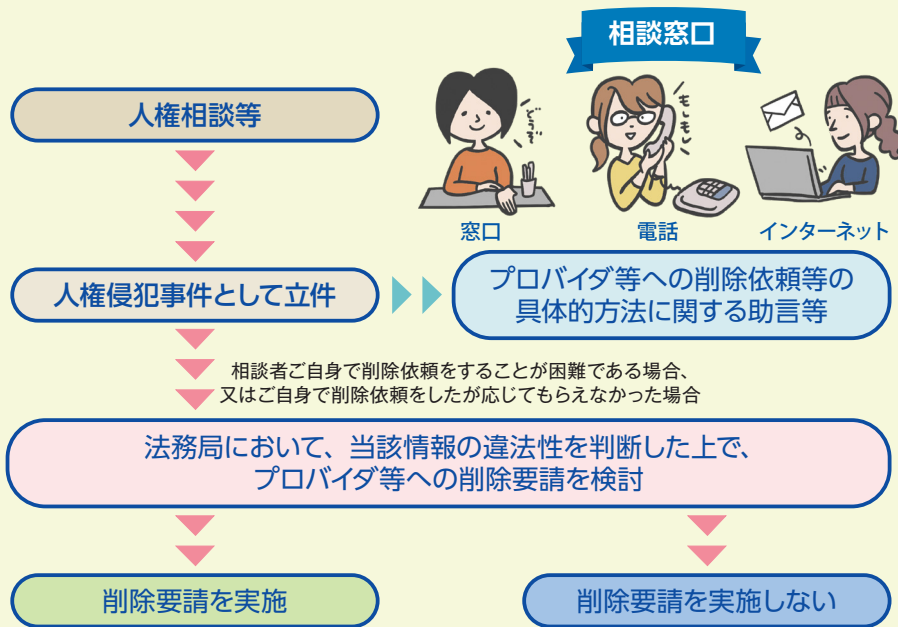 相談窓口
人権相談等
どうぞ
もしもし
窓口
電話
インターネット
人権侵犯事件として立件
プロバイダ等への削除依頼等の
具体的方法に関する助言等
相談者ご自身で削除依頼をすることが困難である場合、
又はご自身で削除依頼をしたが応じてもらえなかった場合
法務局において、当該情報の違法性を判断した上で、
プロバイダ等への削除要請を検討
削除要請を実施
削除要請を実施しない